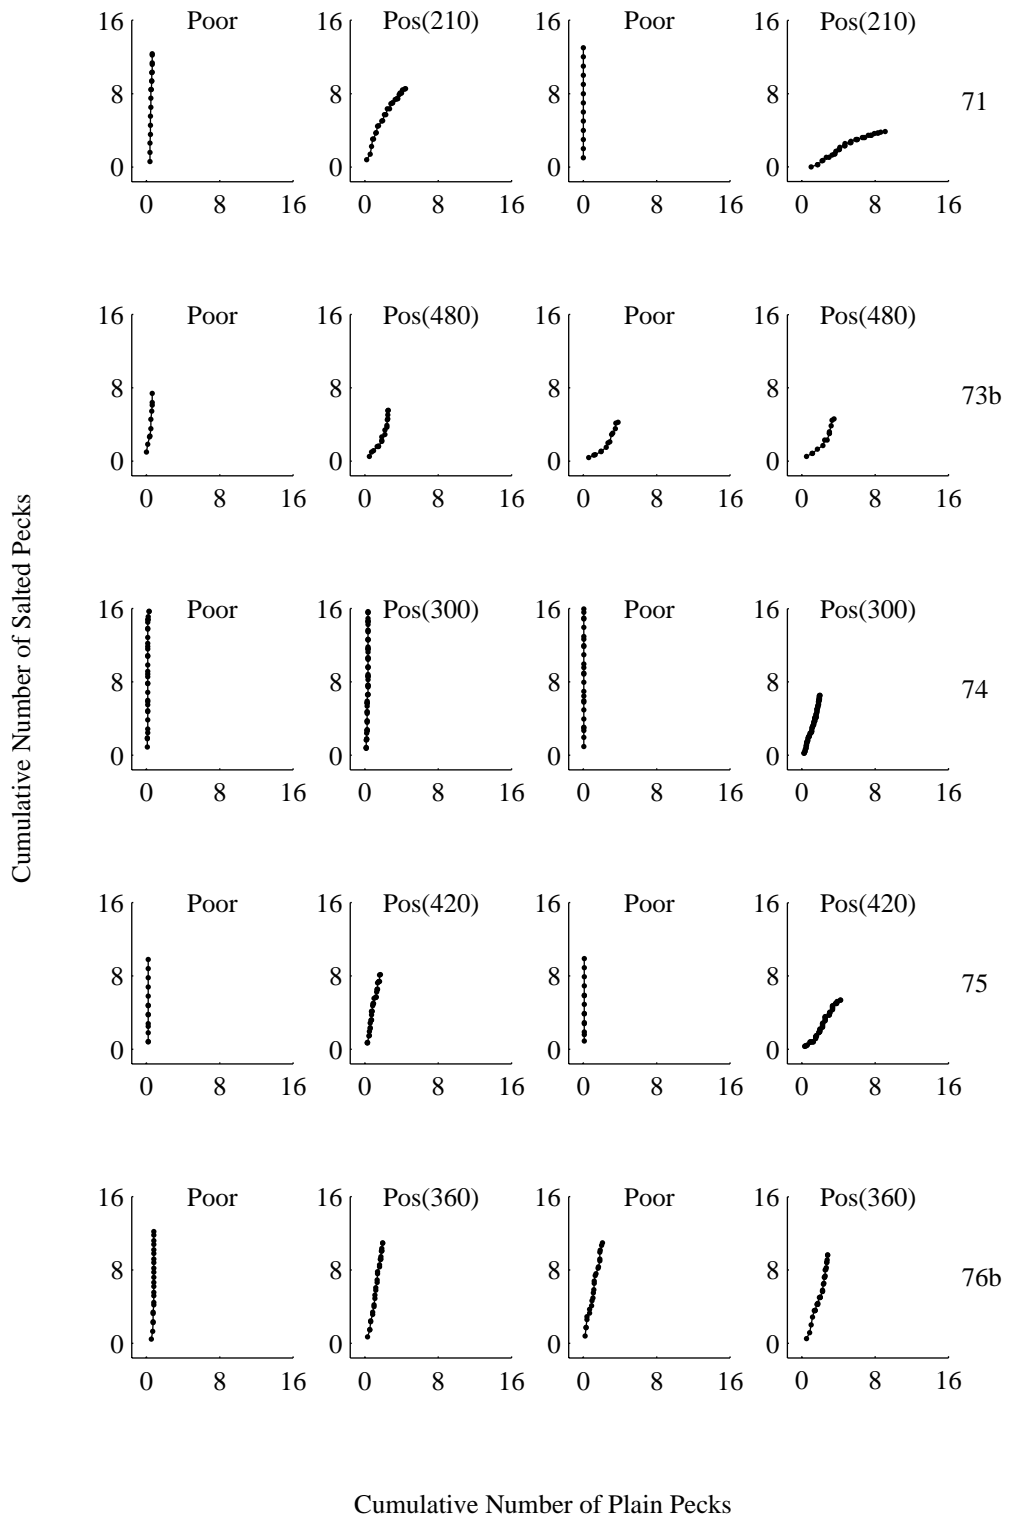 16 Poor 16 Pos(210) 16 Poor 16 Pos(210)
8 8 8 8 71
0 0 0 0
0 8 16 0 8 16 0 8 16 0 8 16
16 Poor 16 Pos(480) 16 Poor 16 Pos(480)
8 8 8 8 73b
0 0 0 0
0 8 16 0 8 16 0 8 16 0 8 16
Cumulative Number of Salted Pecks
16 Poor 16 Pos(300) 16 Poor 16 Pos(300)
8 8 8 8 74
0 0 0 0
0 8 16 0 8 16 0 8 16 0 8 16
16 Poor 16 Pos(420) 16 Poor 16 Pos(420)
8 8 8 8 75
0 0 0 0
0 8 16 0 8 16 0 8 16 0 8 16
16 Poor 16 Pos(360) 16 Poor 16 Pos(360)
8 8 8 8 76b
0 0 0 0
0 8 16 0 8 16 0 8 16 0 8 16
Cumulative Number of Plain Pecks